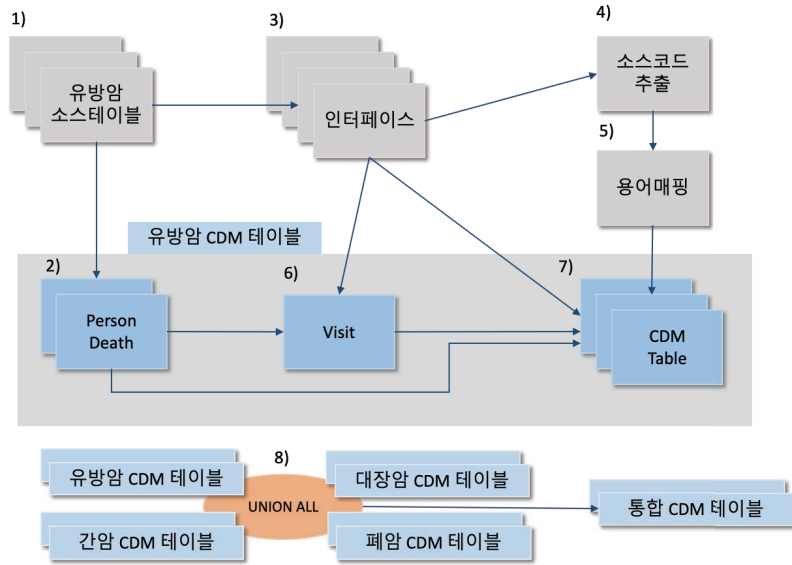 1)
유방암
소스테이블
3)
인터페이스
4)
소스코드
추출
5)
용어매핑
유방암 CDM 테이블
2)
Person
Death
6)
Visit
7)
CDM
Table
8)
유방암 CDM 테이블
대장암 CDM 테이블
UNION ALL
간암 CDM 테이블
폐암 CDM 테이블
통합 CDM 테이블